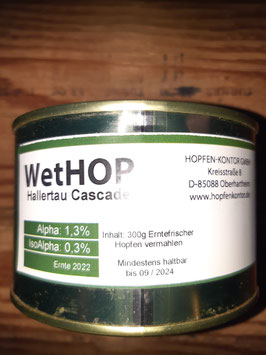 WetHOP
Hallertau Cascade
Alpha: 1,3%
IsoAlpha: 0,3%
Ernte 2022
Inhalt: 300g Erntefrischer
Hopfen vermahlen
Mindestens haltbar
bis 09 / 2024
HOPFEN-KONTOR GmbH
Kreisstraße 8
D-85088 Oberhartheim
www.hopfenkontor.de